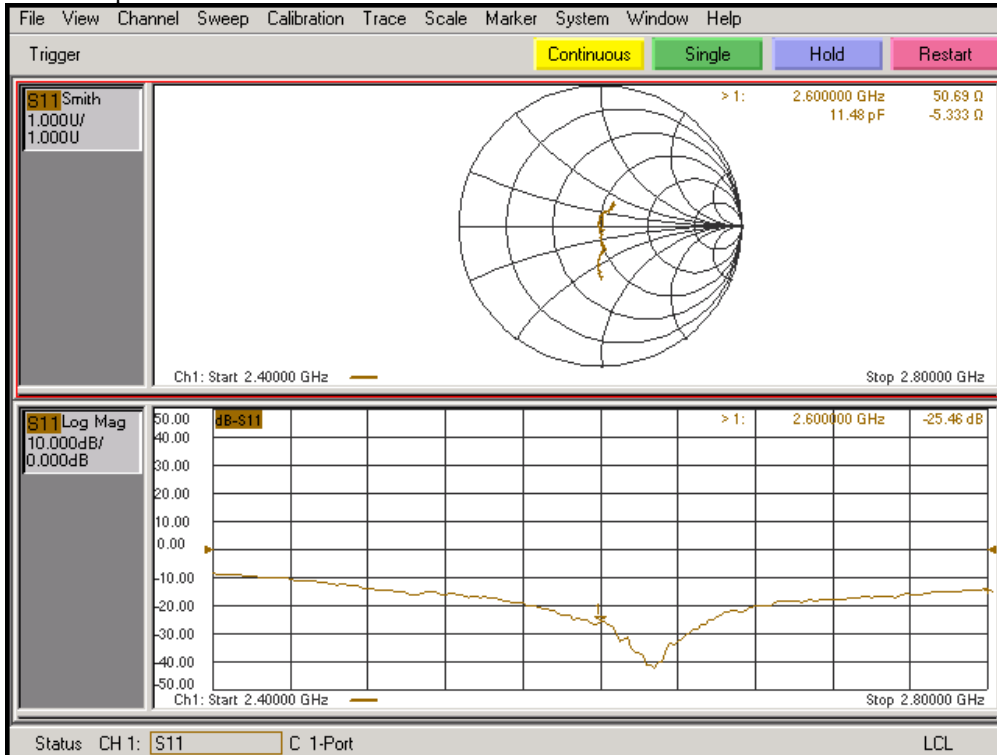 File View Channel Sweep Calibration Trace Scale Marker System Window Help
Trigger Continuous Single Hold Restart
S11 Smith
1.000U/
1.000U
> 1: 2.600000 GHz 50.69 Ω
11.48 pF -5.333 Ω
Ch1: Start 2.40000 GHz Stop 2.80000 GHz
S11 Log Mag
10.000dB/
0.000dB
50.00
dB-S11
> 1: 2.600000 GHz -25.46 dB
40.00
30.00
20.00
10.00
0.00
-10.00
-20.00
-30.00
-40.00
-50.00
Ch1: Start 2.40000 GHz Stop 2.80000 GHz
Status CH 1: S11 C 1-Port LCL